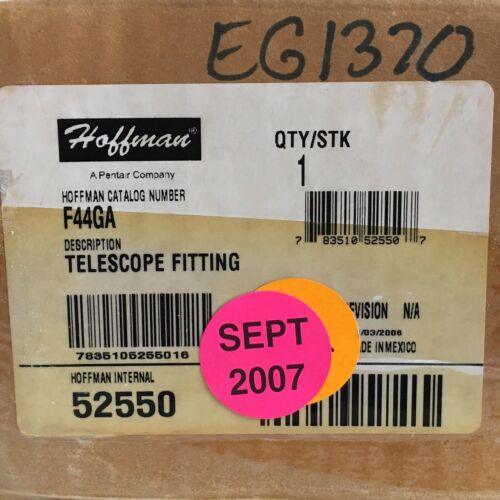 EG1370
Hoffman®
A Pentair Company
QTY/STK
1
HOFFMAN CATALOG NUMBER
F44GA
7 83510 52550 7
DESCRIPTION
TELESCOPE FITTING
7835105255016
EVISION N/A
/03/2006
DE IN MEXICO
SEPT
2007
HOFFMAN INTERNAL
52550